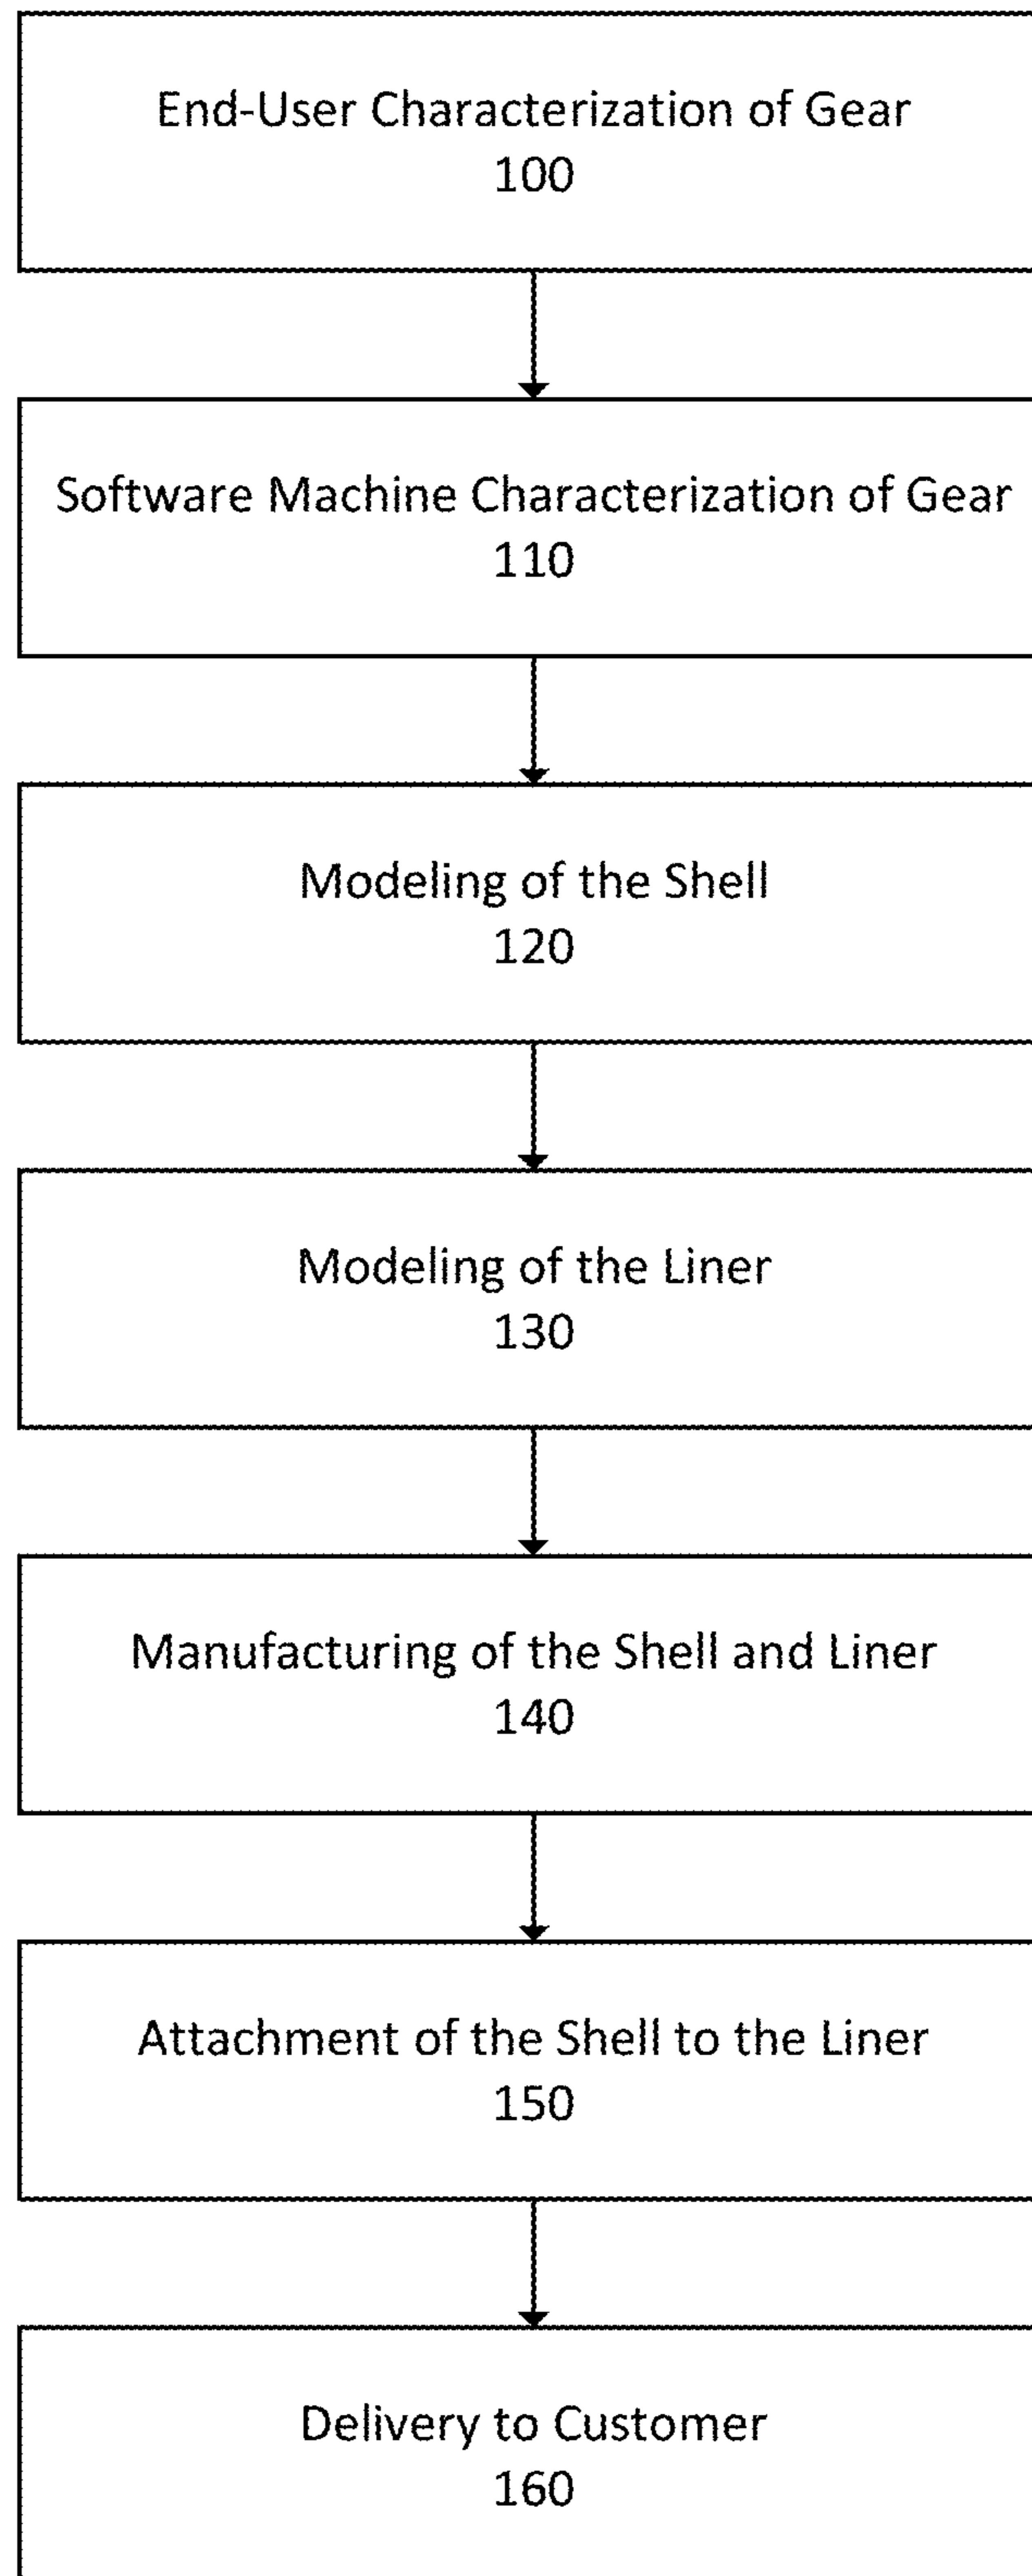 End-User Characterization of Gear
100
Software Machine Characterization of Gear
110
Modeling of the Shell
120
Modeling of the Liner
130
Manufacturing of the Shell and Liner
140
Attachment of the Shell to the Liner
150
Delivery to Customer
160